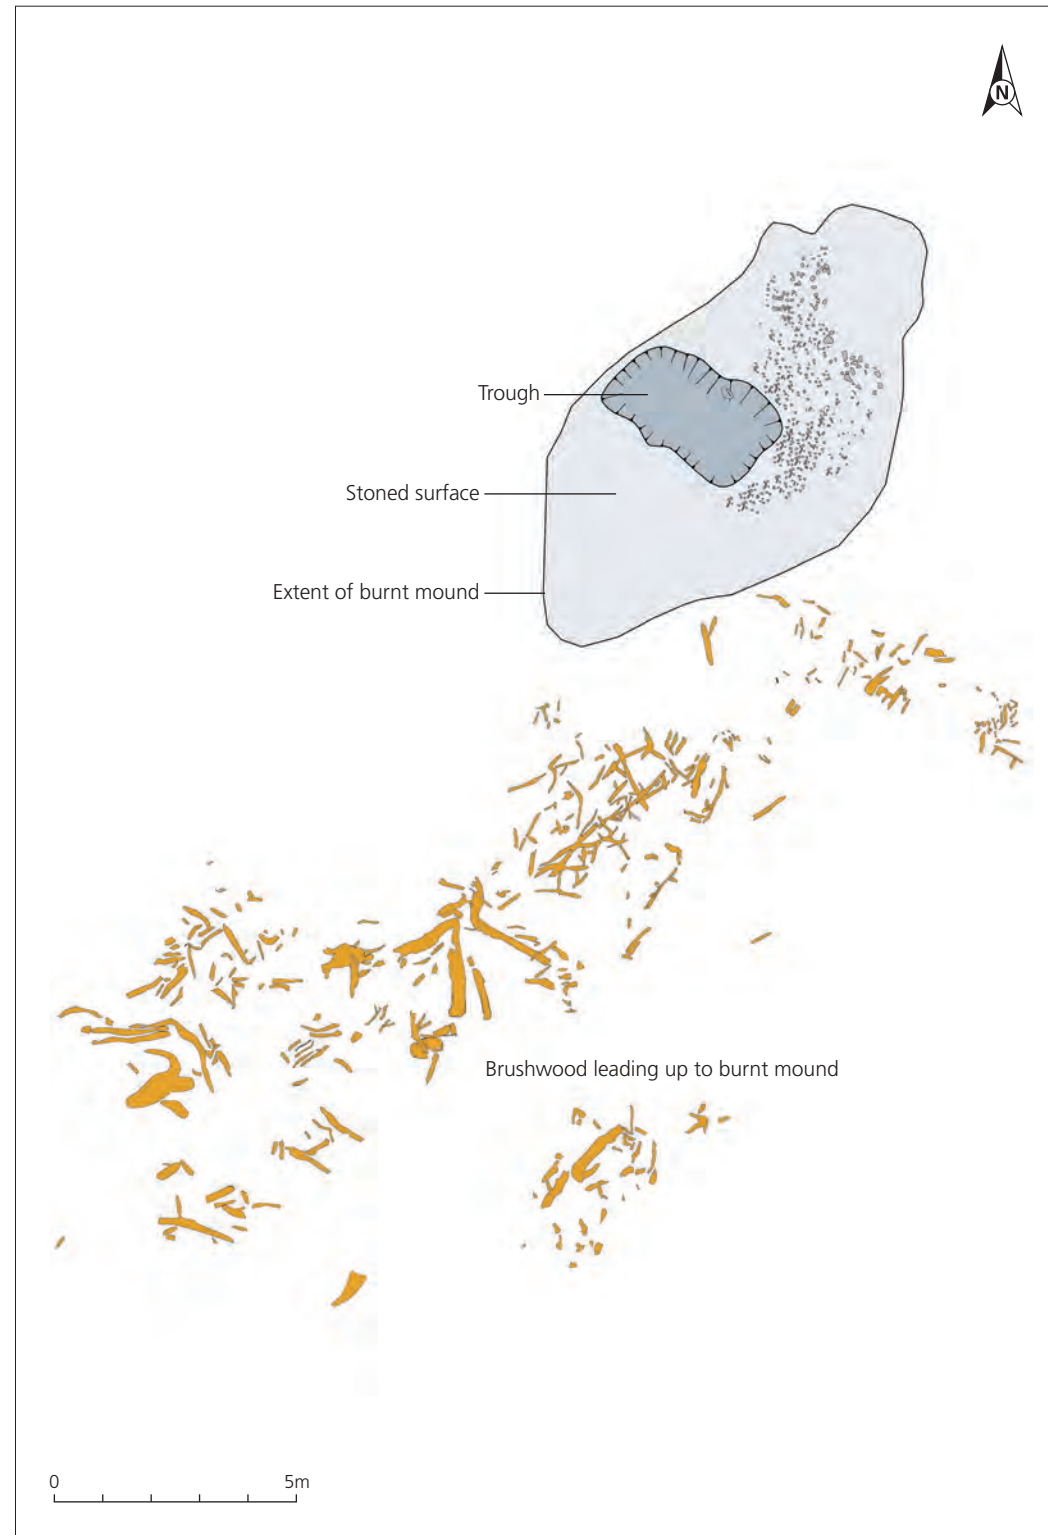 N
Trough
Stoned surface
Extent of burnt mound
Brushwood leading up to burnt mound
0 5m